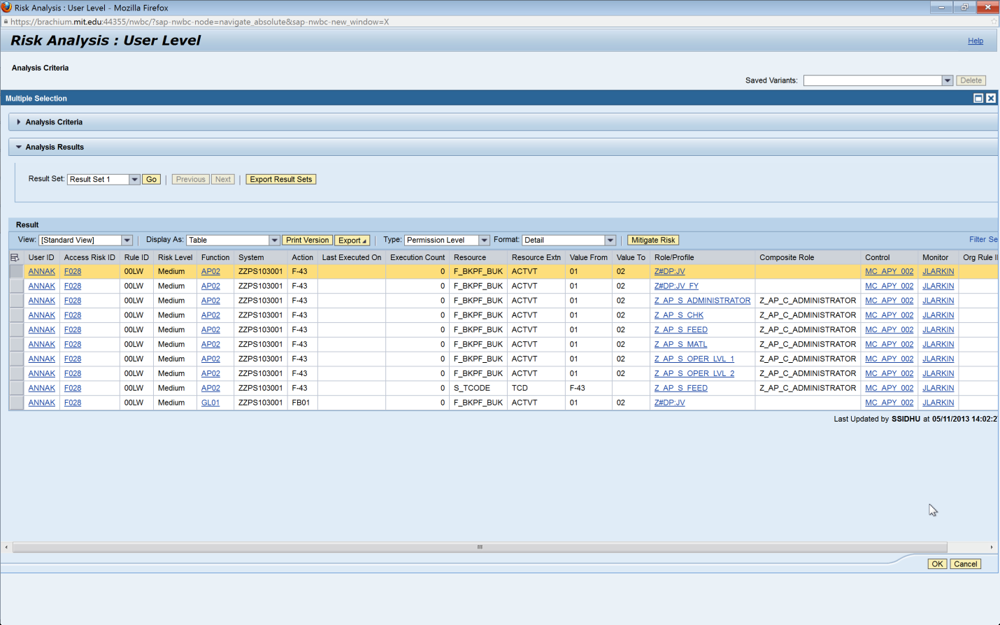 Risk Analysis : User Level - Mozilla Firefox
https://brachium.mit.edu:44355/nwbc/?sap-nwbc-node=navigate_absolute&sap-nwbc-new_window=X
Risk Analysis : User Level
Help
Analysis Criteria
Saved Variants: Delete
Multiple Selection
Analysis Criteria
Analysis Results
Result Set: Result Set 1 Go Previous Next Export Result Sets
Result
View: [Standard View] Display As: Table Print Version Export Type: Permission Level Format: Detail Mitigate Risk Filter Se
User ID Access Risk ID Rule ID Risk Level Function System Action Last Executed On Execution Count Resource Resource Extn Value From Value To Role/Profile Composite Role Control Monitor Org Rule I
ANNAK F028 00LW Medium AP02 ZZPS103001 F-43 0 F_BKPF_BUK ACTVT 01 02 Z#DP:JV MC_APY_002 JLARKIN
ANNAK F028 00LW Medium AP02 ZZPS103001 F-43 0 F_BKPF_BUK ACTVT 01 02 Z#DP:JV_FY MC_APY_002 JLARKIN
ANNAK F028 00LW Medium AP02 ZZPS103001 F-43 0 F_BKPF_BUK ACTVT 01 02 Z_AP_S_ADMINISTRATOR Z_AP_C_ADMINISTRATOR MC_APY_002 JLARKIN
ANNAK F028 00LW Medium AP02 ZZPS103001 F-43 0 F_BKPF_BUK ACTVT 01 02 Z_AP_S_CHK Z_AP_C_ADMINISTRATOR MC_APY_002 JLARKIN
ANNAK F028 00LW Medium AP02 ZZPS103001 F-43 0 F_BKPF_BUK ACTVT 01 02 Z_AP_S_FEED Z_AP_C_ADMINISTRATOR MC_APY_002 JLARKIN
ANNAK F028 00LW Medium AP02 ZZPS103001 F-43 0 F_BKPF_BUK ACTVT 01 02 Z_AP_S_MATL Z_AP_C_ADMINISTRATOR MC_APY_002 JLARKIN
ANNAK F028 00LW Medium AP02 ZZPS103001 F-43 0 F_BKPF_BUK ACTVT 01 02 Z_AP_S_OPER_LVL_1 Z_AP_C_ADMINISTRATOR MC_APY_002 JLARKIN
ANNAK F028 00LW Medium AP02 ZZPS103001 F-43 0 F_BKPF_BUK ACTVT 01 02 Z_AP_S_OPER_LVL_2 Z_AP_C_ADMINISTRATOR MC_APY_002 JLARKIN
ANNAK F028 00LW Medium AP02 ZZPS103001 F-43 0 S_TCODE TCD F-43 Z_AP_S_FEED Z_AP_C_ADMINISTRATOR MC_APY_002 JLARKIN
ANNAK F028 00LW Medium GL01 ZZPS103001 FB01 0 F_BKPF_BUK ACTVT 01 02 Z#DP:JV MC_APY_002 JLARKIN
Last Updated by SSIDHU at 05/11/2013 14:02:2
OK Cancel